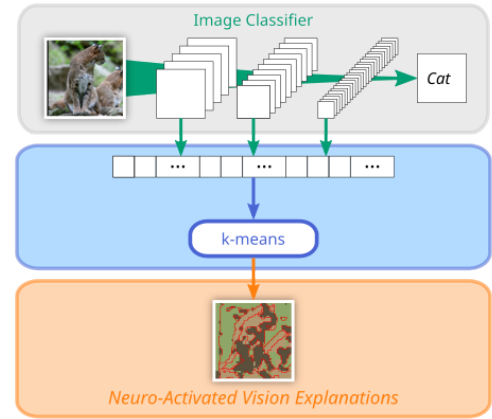 Image Classifier
Cat
... ... ...
k-means
Neuro-Activated Vision Explanations